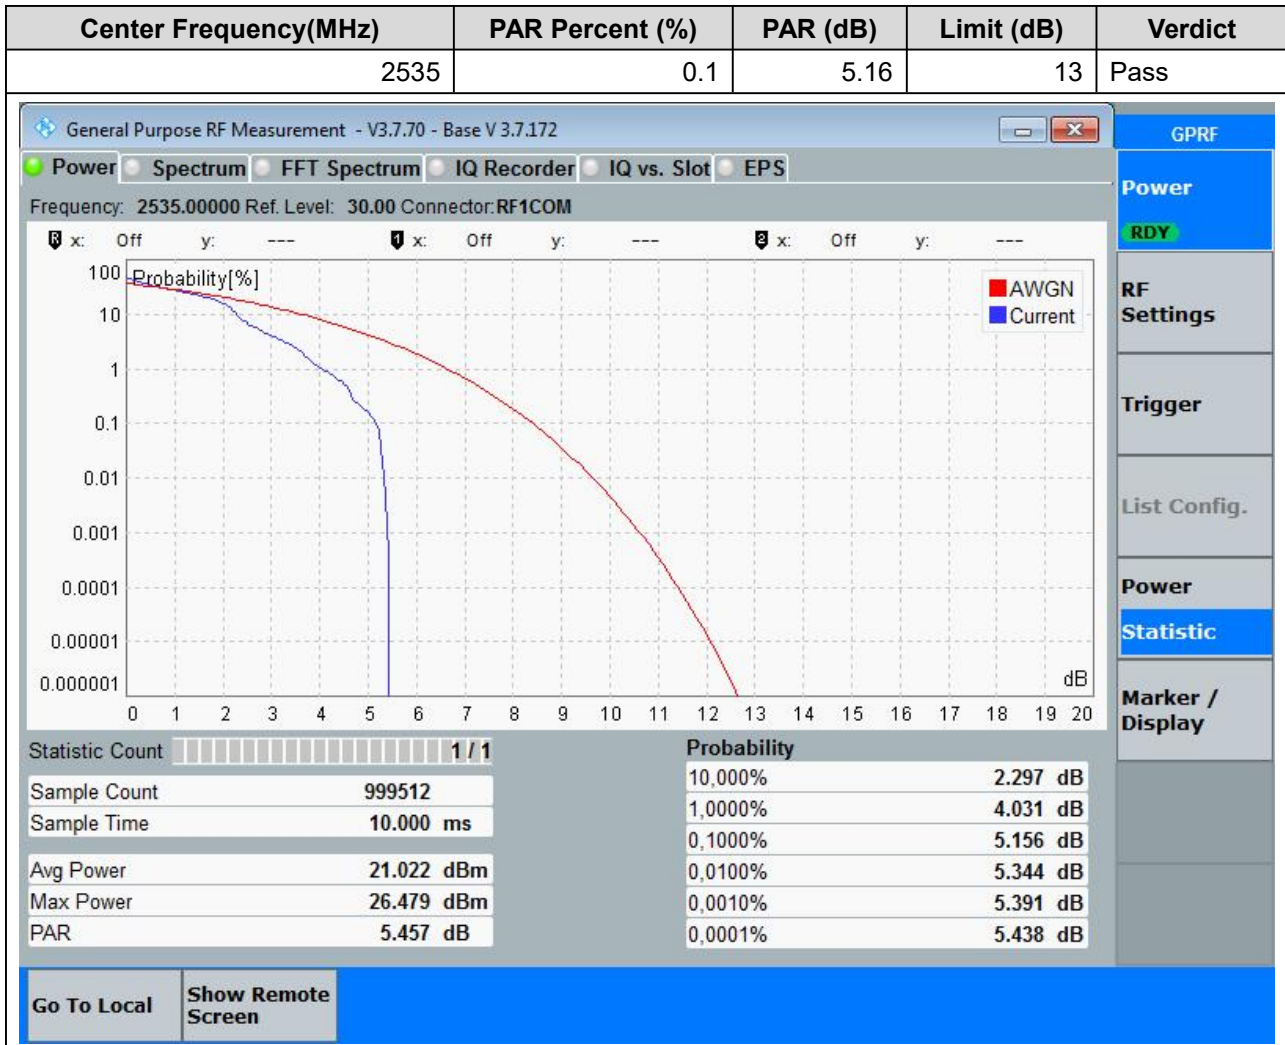 Center Frequency(MHz) PAR Percent (%) PAR (dB) Limit (dB) Verdict
2535 0.1 5.16 13 Pass
General Purpose RF Measurement - V3.7.70 - Base V 3.7.172
GPRF
Power Spectrum FFT Spectrum IQ Recorder IQ vs. Slot EPS
Frequency: 2535.00000 Ref. Level: 30.00 Connector: RF1COM
Power
RDY
R x: Off y: --- 1 x: Off y: --- 2 x: Off y: ---
Probability[%]
100
10
1
0.1
0.01
0.001
0.0001
0.00001
0.000001
AWGN
Current
dB
0 1 2 3 4 5 6 7 8 9 10 11 12 13 14 15 16 17 18 19 20
RF
Settings
Trigger
List Config.
Power
Statistic
Marker /
Display
Statistic Count 1 / 1
Sample Count 999512
Sample Time 10.000 ms
Avg Power 21.022 dBm
Max Power 26.479 dBm
PAR 5.457 dB
Probability
10,000% 2.297 dB
1,0000% 4.031 dB
0,1000% 5.156 dB
0,0100% 5.344 dB
0,0010% 5.391 dB
0,0001% 5.438 dB
Go To Local
Show Remote
Screen